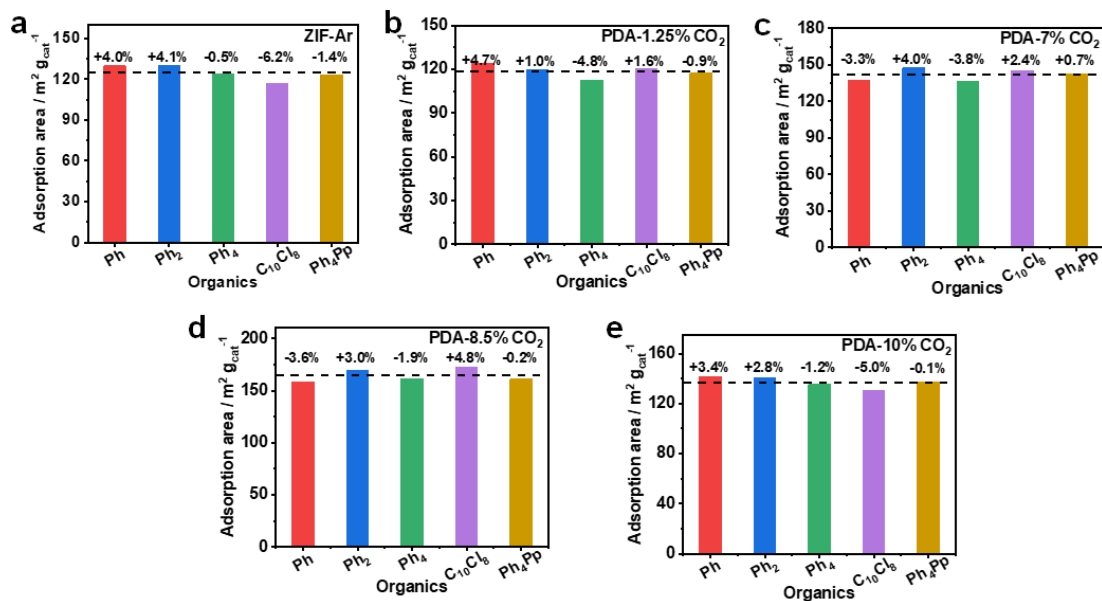 a
ZIF-Ar
+4.0% +4.1% -0.5% -6.2% -1.4%
Adsorption area / m² g_cat⁻¹
150
120
90
60
30
0
Ph Ph₂ Ph₄ C₁₀Cl₈ Ph₄Pp
Organics
b
PDA-1.25% CO₂
+4.7% +1.0% -4.8% +1.6% -0.9%
Adsorption area / m² g_cat⁻¹
150
120
90
60
30
0
Ph Ph₂ Ph₄ C₁₀Cl₈ Ph₄Pp
Organics
c
PDA-7% CO₂
-3.3% +4.0% -3.8% +2.4% +0.7%
Adsorption area / m² g_cat⁻¹
180
150
120
90
60
30
0
Ph Ph₂ Ph₄ C₁₀Cl₈ Ph₄Pp
Organics
d
PDA-8.5% CO₂
-3.6% +3.0% -1.9% +4.8% -0.2%
Adsorption area / m² g_cat⁻¹
200
150
100
50
0
Ph Ph₂ Ph₄ C₁₀Cl₈ Ph₄Pp
Organics
e
PDA-10% CO₂
+3.4% +2.8% -1.2% -5.0% -0.1%
Adsorption area / m² g_cat⁻¹
160
120
80
40
0
Ph Ph₂ Ph₄ C₁₀Cl₈ Ph₄Pp
Organics